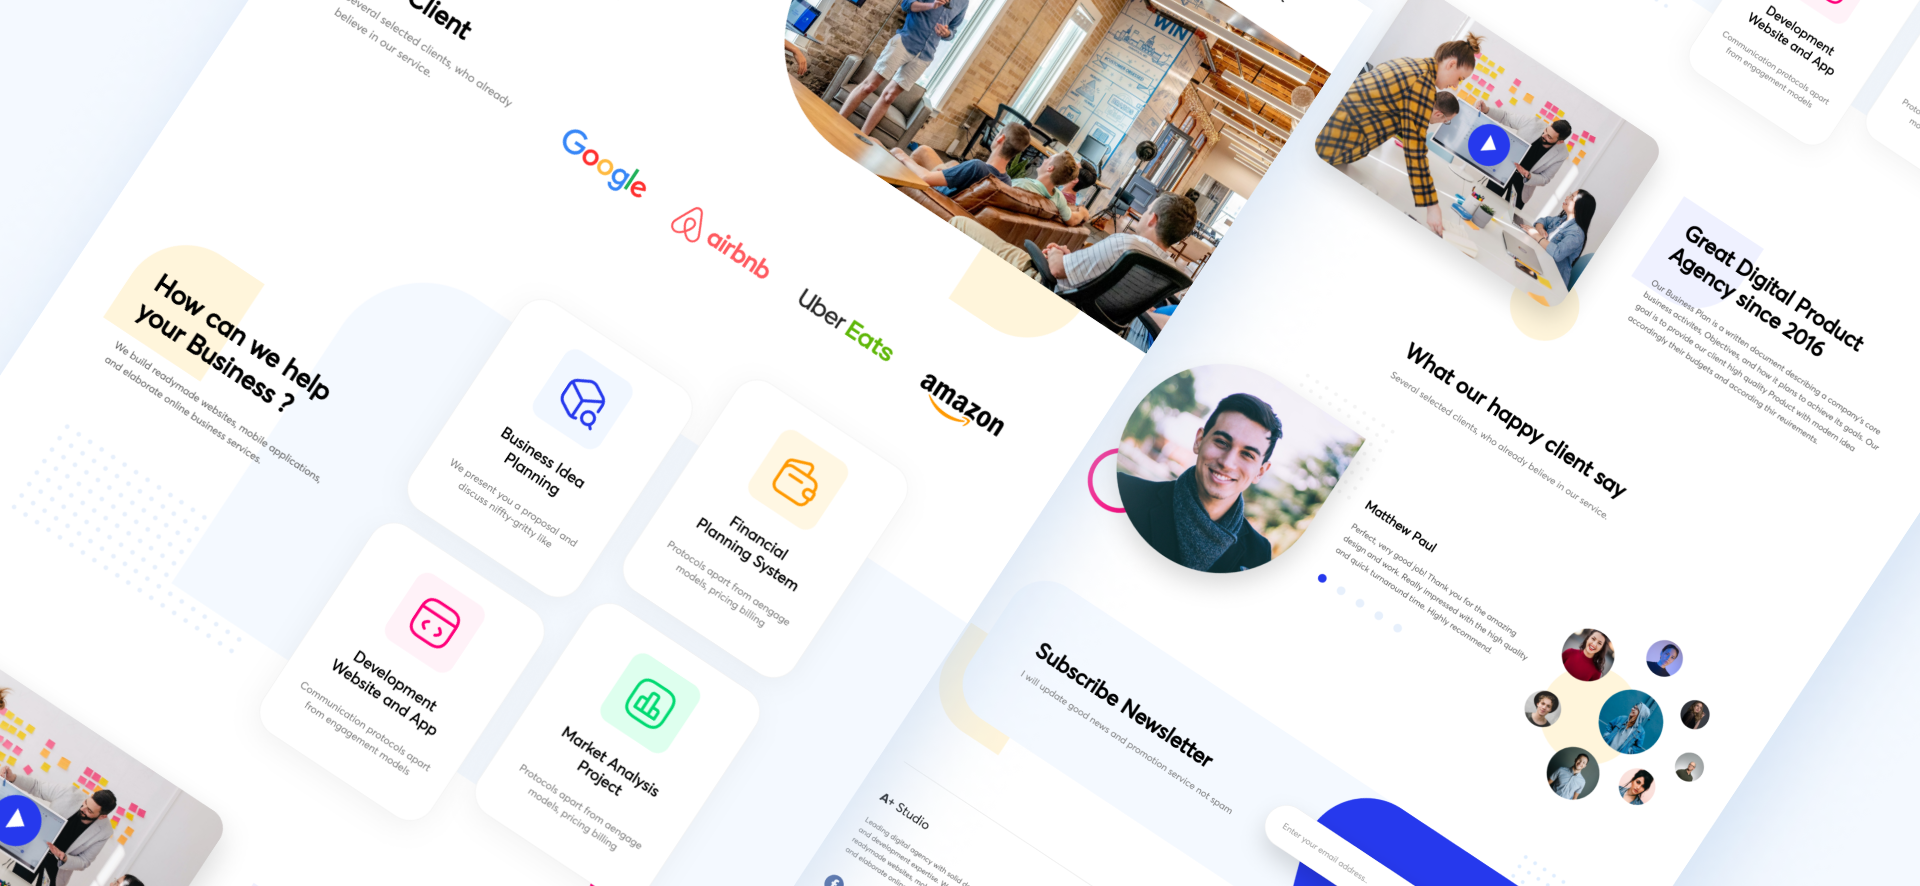 Client
Several selected clients, who already
believe in our service.
Google
airbnb
Uber Eats
amazon
How can we help
your Business ?
We build readymade websites, mobile applications,
and elaborate online business services.
Business Idea
Planning
We present you a proposal and
discuss niffty-gritty like
Financial
Planning System
Protocols apart from aengage
models, pricing billing
Development
Website and App
Communication protocols apart
from engagement models
Market Analysis
Project
Protocols apart from aengage
models, pricing billing
WIN
Development
Website and App
Communication protocols apart
from engagement models
Great Digital Product
Agency since 2016
Our Business Plan is a written document describing a company's core
business activites, Objectives, and how it plans to achieve its goals. Our
goal is to provide our client high quality Product with modern idea
accordingly their budgets and according thir reuirements.
What our happy client say
Several selected clients, who already believe in our service.
Matthew Paul
Perfect, very good job! Thank you for the amazing
design and work. Really impressed with the high quality
and quick turnaround time. Highly recommend.
Subscribe Newsletter
I will update good news and promotion service not spam
Enter your email address..
A+ Studio
Leading digital agency with solid d
and development expertise. W
readymade websites, mo
and elaborate onlin